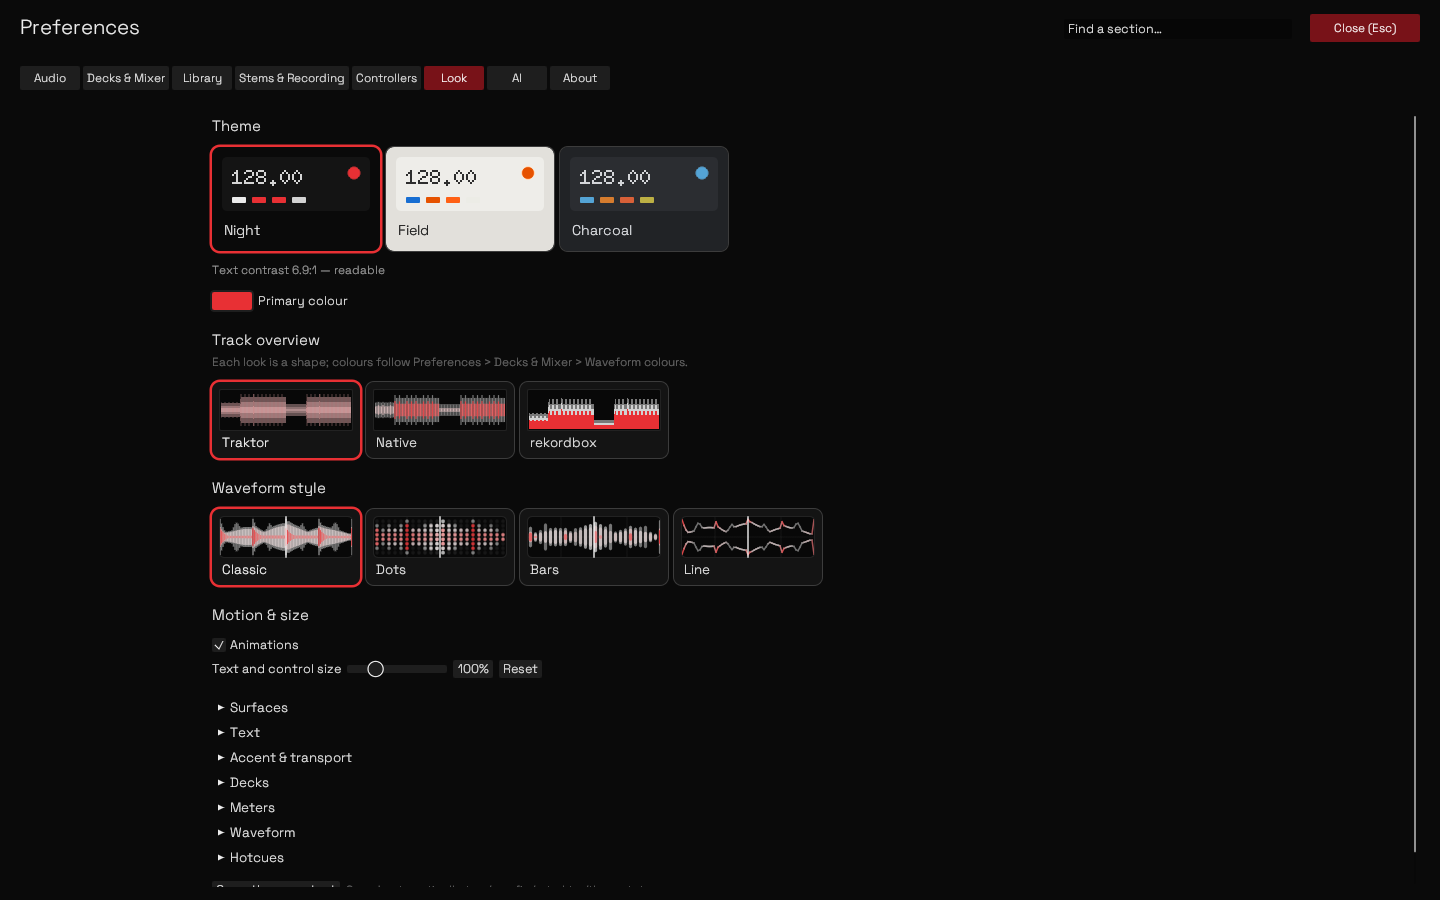 Preferences
Find a section...
Close (Esc)
Audio Decks & Mixer Library Stems & Recording Controllers Look AI About
Theme
128.00 128.00 128.00
Night Field Charcoal
Text contrast 6.9:1 — readable
Primary colour
Track overview
Each look is a shape; colours follow Preferences > Decks & Mixer > Waveform colours.
Traktor Native rekordbox
Waveform style
Classic Dots Bars Line
Motion & size
Animations
Text and control size 100% Reset
Surfaces
Text
Accent & transport
Decks
Meters
Waveform
Hotcues